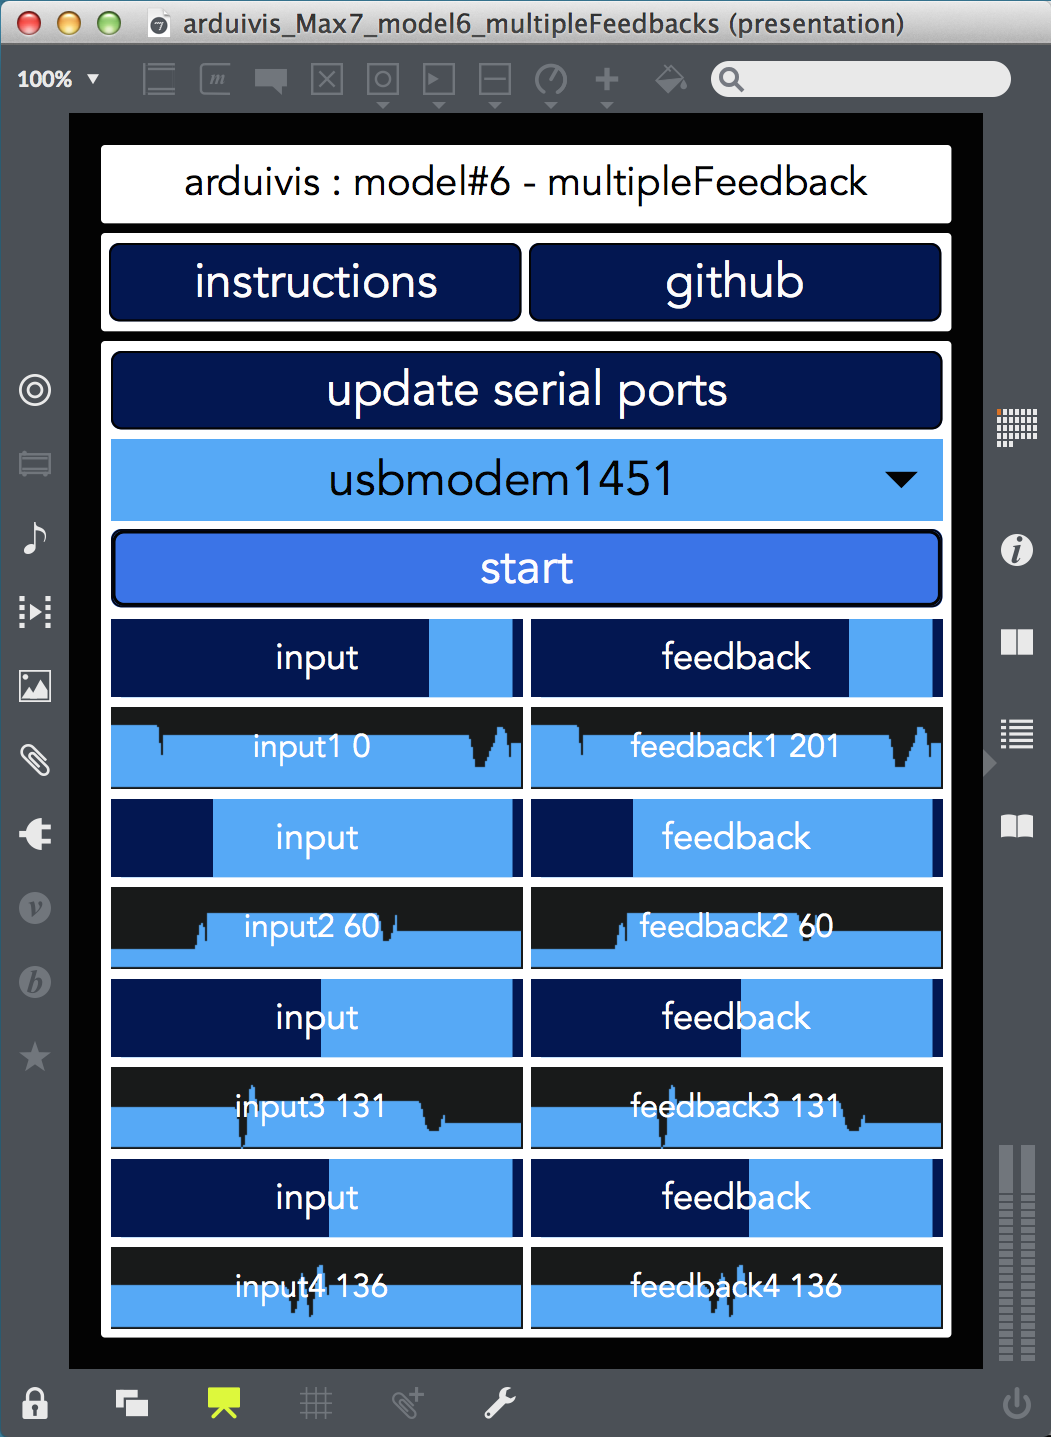 arduivis_Max7_model6_multipleFeedbacks (presentation)
100%
m
arduivis : model#6 - multipleFeedback
instructions
github
update serial ports
usbmodem1451
start
input
feedback
input1 0
feedback1 201
input
feedback
input2 60
feedback2 60
input
feedback
input3 131
feedback3 131
input
feedback
input4 136
feedback4 136
i
v
b